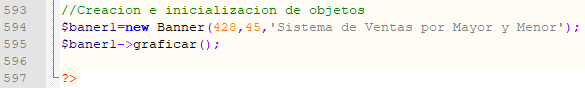 593 //Creacion e inicializacion de objetos
594 $baner1=new Banner(428,45,'Sistema de Ventas por Mayor y Menor');
595 $baner1->graficar();
596
597 ?>